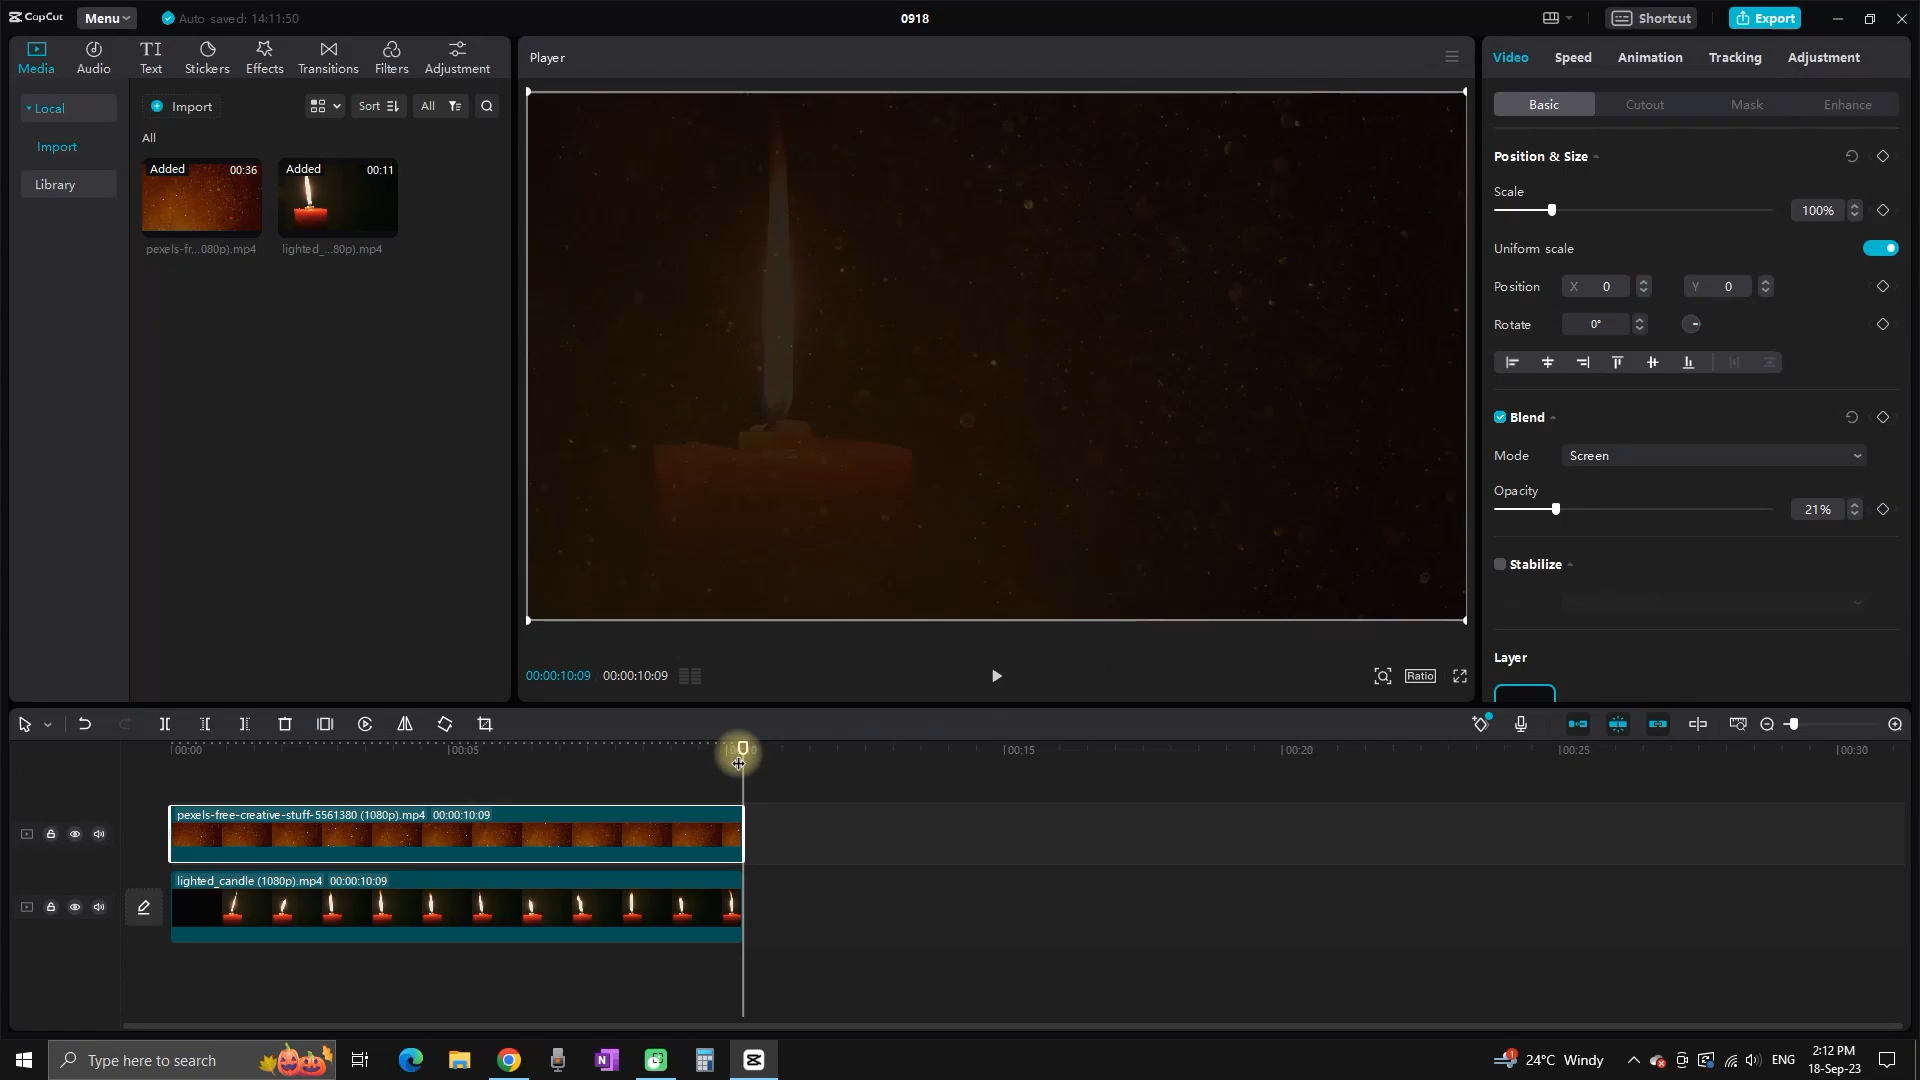 CapCut
Menu
Auto saved: 14:11:50
0918
Shortcut
Export
Media
Audio
TI
Text
Stickers
Effects
Transitions
Filters
Adjustment
Local
Import
Library
Import
Sort
All
All
Added 00:36
pexels-fr...080p).mp4
Added 00:11
lighted_...80p).mp4
Player
00:00:10:09 00:00:10:09
Ratio
Video
Speed
Animation
Tracking
Adjustment
Basic
Cutout
Mask
Enhance
Position & Size
Scale
100%
Uniform scale
Position X 0 Y 0
Rotate 0°
Blend
Mode Screen
Opacity
21%
Stabilize
Layer
00:00 00:05 00:15 00:20 00:25 00:30
pexels-free-creative-stuff-5561380 (1080p).mp4 00:00:10:09
lighted_candle (1080p).mp4 00:00:10:09
Type here to search
24°C Windy
ENG
2:12 PM
18-Sep-23